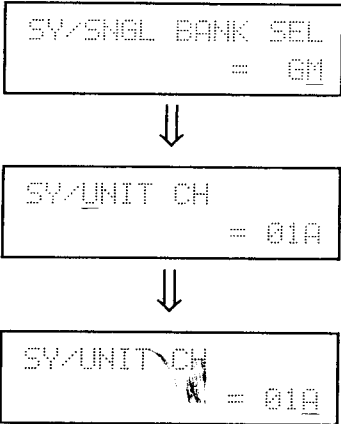 SY/SNGL BANK SEL
= GM
SY/UNIT CH
= 01A
SY/UNIT CH
= 01A